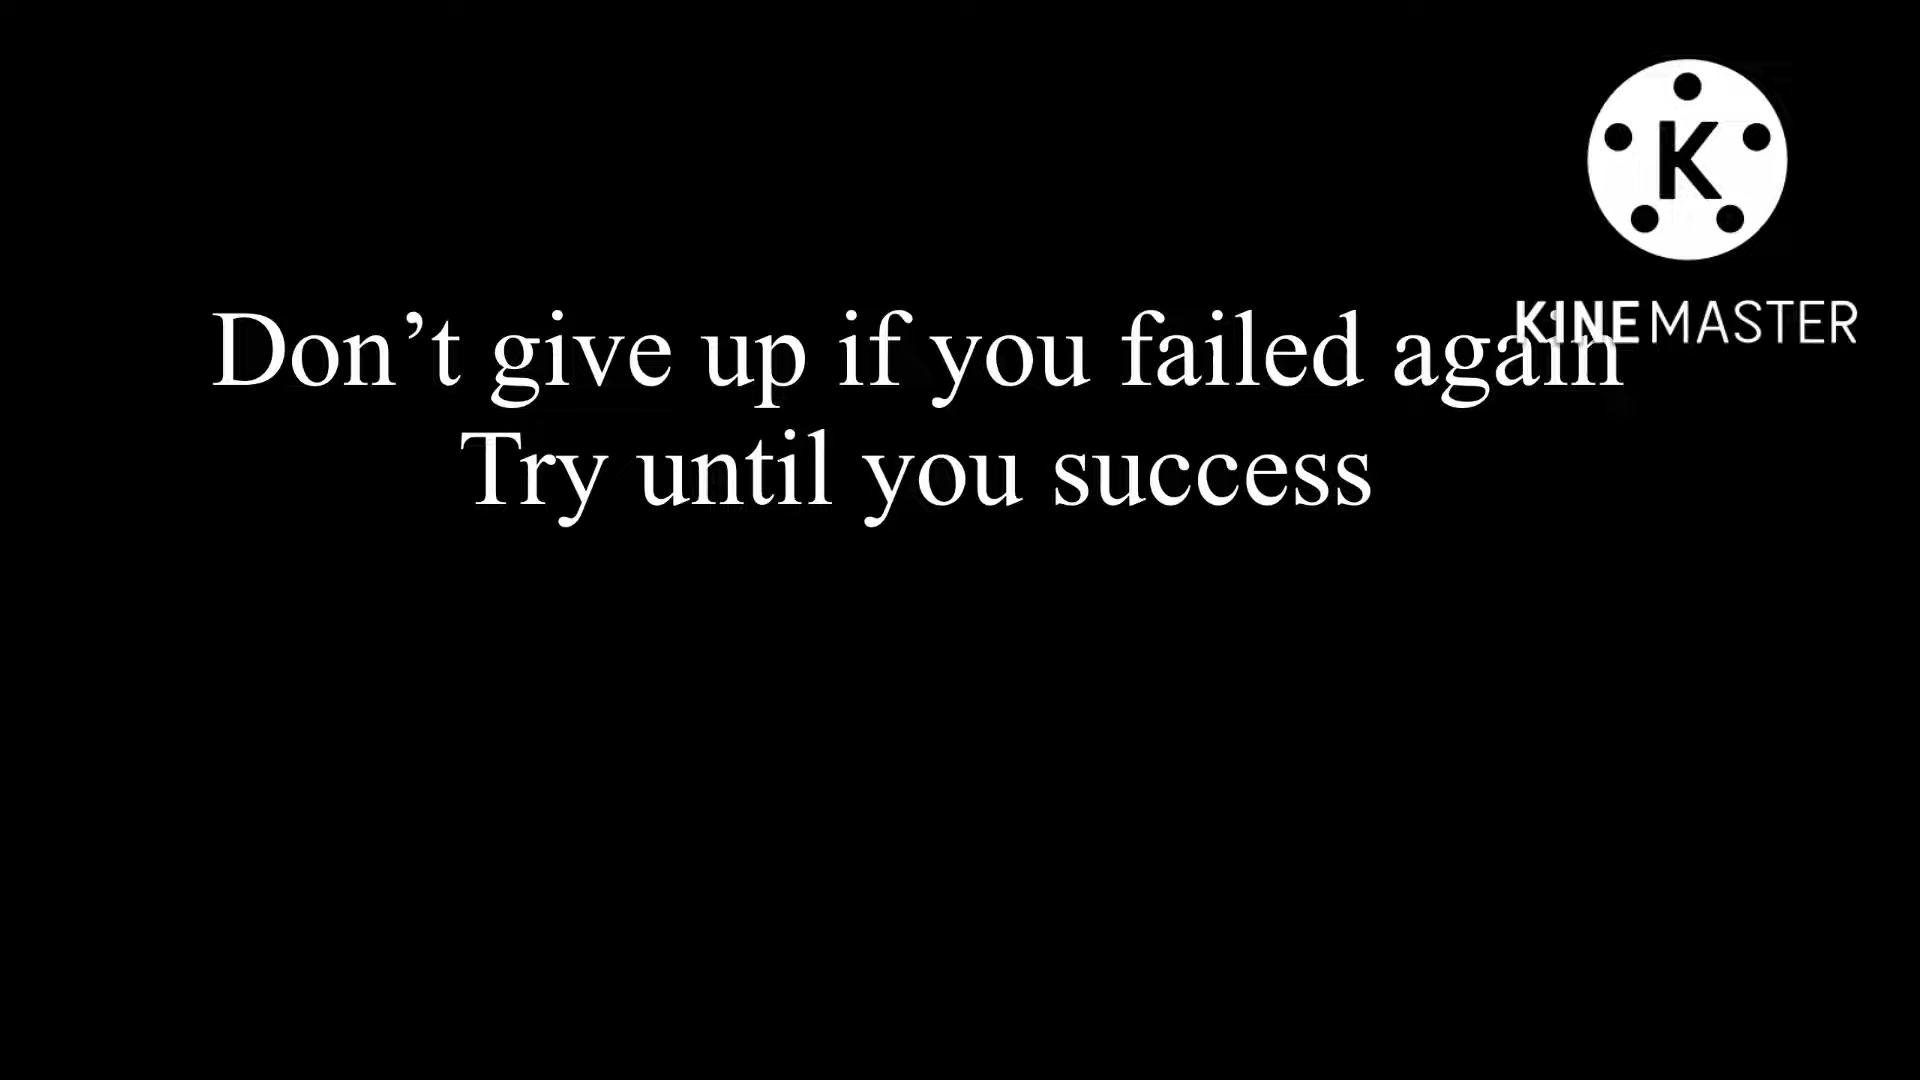 K
KINEMASTER
Don’t give up if you failed again
Try until you success